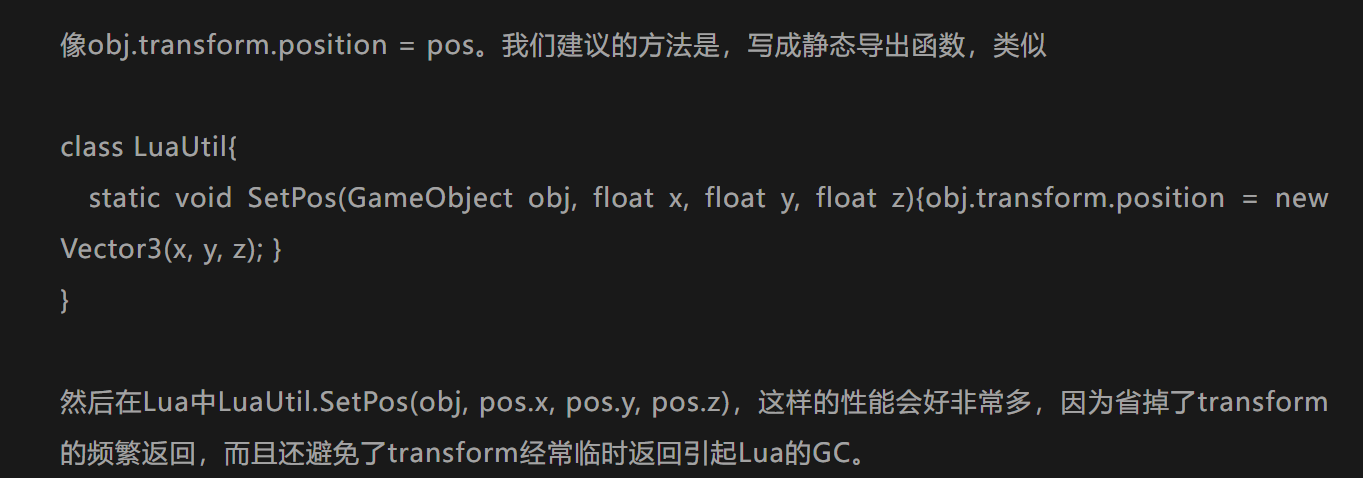 像obj.transform.position = pos。我们建议的方法是，写成静态导出函数，类似
class LuaUtil{
static void SetPos(GameObject obj, float x, float y, float z){obj.transform.position = new
Vector3(x, y, z); }
}
然后在Lua中LuaUtil.SetPos(obj, pos.x, pos.y, pos.z)，这样的性能会好非常多，因为省掉了transform
的频繁返回，而且还避免了transform经常临时返回引起Lua的GC。